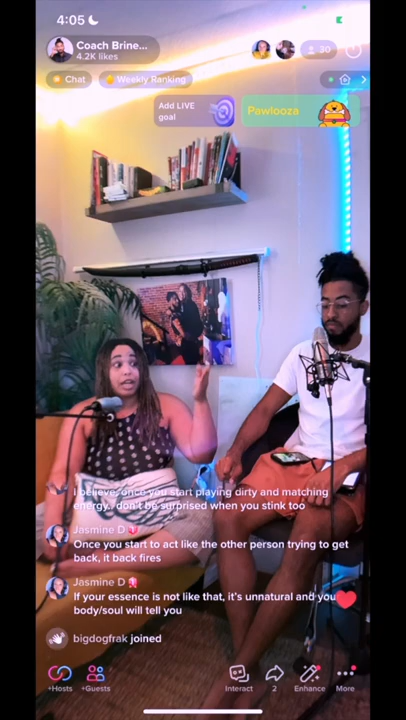 4:05
Coach Brine...
4.2K likes
30
Chat
Weekly Ranking
Add LIVE
goal
Pawlooza
I believe, once you start playing dirty and matching
energy.. don't be surprised when you stink too
Jasmine D
Once you start to act like the other person trying to get
back, it back fires
Jasmine D
If your essence is not like that, it's unnatural and you
body/soul will tell you
bigdogfrak joined
+Hosts
+Guests
Interact
2
Enhance
More